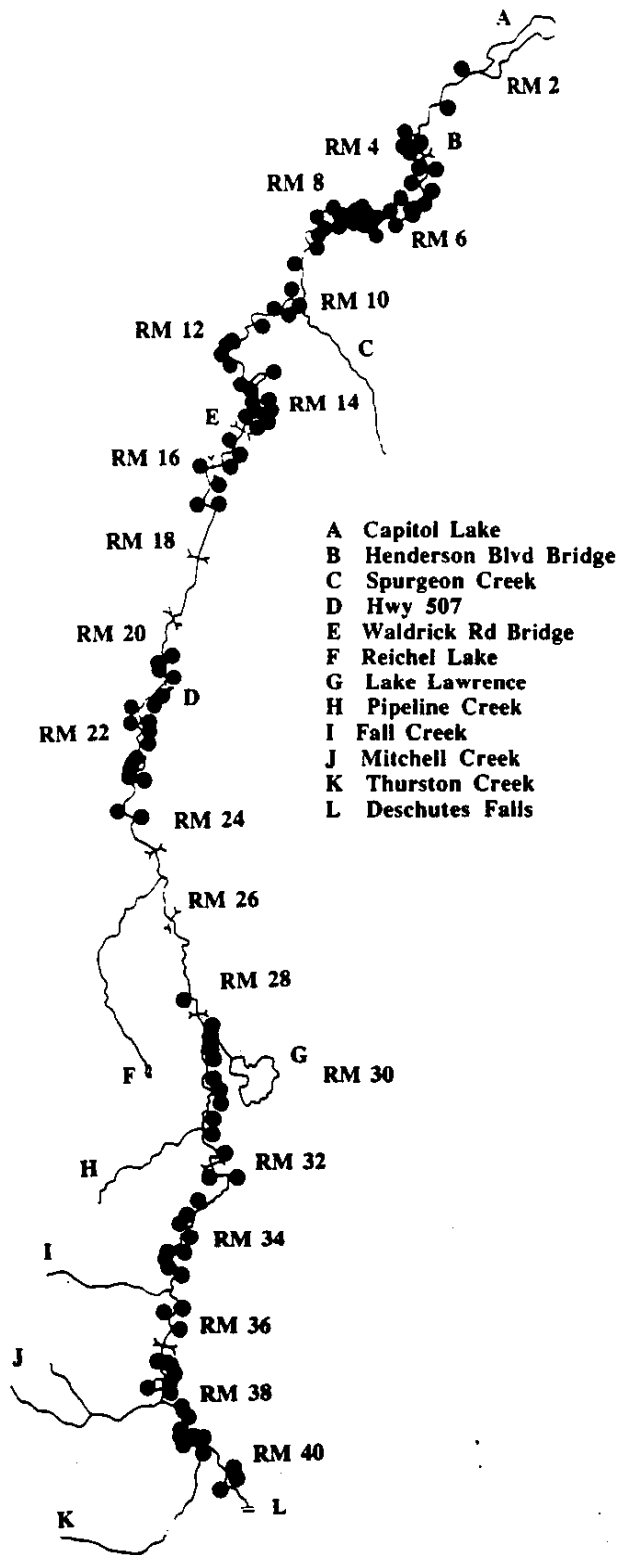 A
RM 2
RM 4
B
RM 8
RM 6
RM 10
RM 12
C
RM 14
E
RM 16
A Capitol Lake
RM 18
B Henderson Blvd Bridge
C Spurgeon Creek
D Hwy 507
RM 20
E Waldrick Rd Bridge
F Reichel Lake
G Lake Lawrence
D
H Pipeline Creek
RM 22
I Fall Creek
J Mitchell Creek
K Thurston Creek
L Deschutes Falls
RM 24
RM 26
RM 28
G
F
RM 30
H
RM 32
RM 34
I
RM 36
J
RM 38
RM 40
L
K